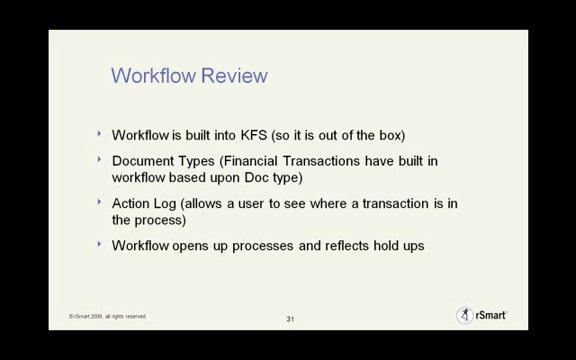 Workflow Review
Workflow is built into KFS (so it is out of the box)
Document Types (Financial Transactions have built in
workflow based upon Doc type)
Action Log (allows a user to see where a transaction is in
the process)
Workflow opens up processes and reflects hold ups
© rSmart 2009, all rights reserved
31
rSmart